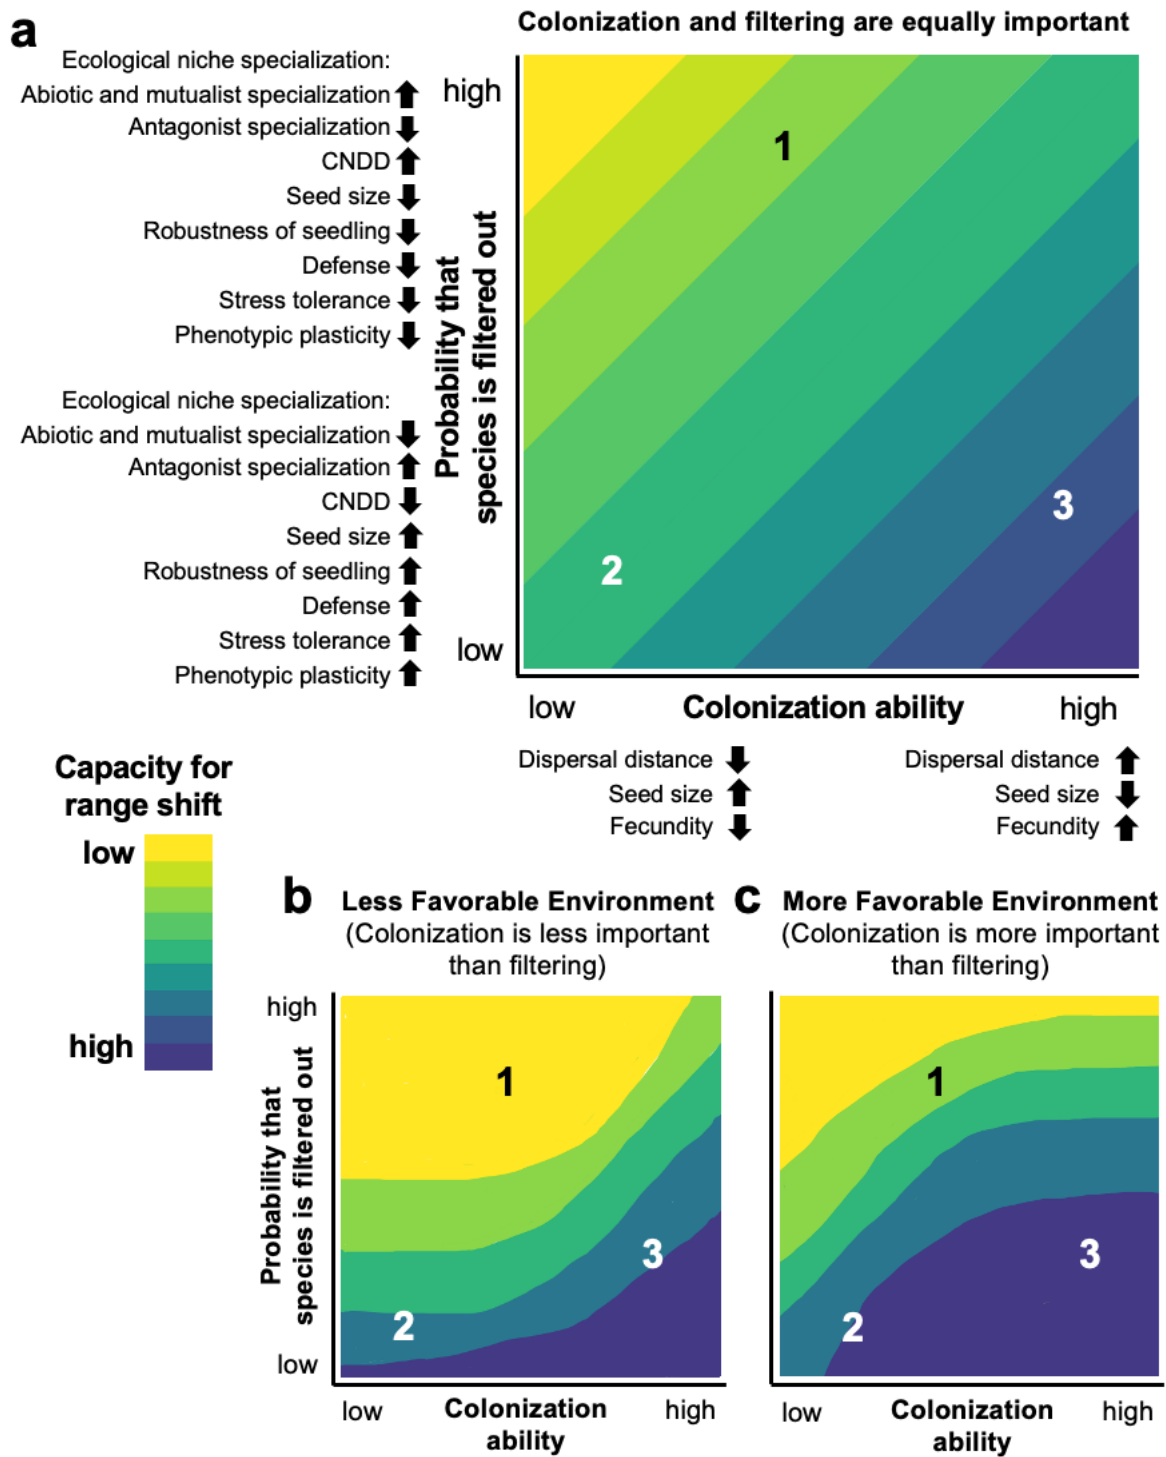 a
Colonization and filtering are equally important
Ecological niche specialization:
Abiotic and mutualist specialization
Antagonist specialization
CNDD
Seed size
Robustness of seedling
Defense
Stress tolerance
Phenotypic plasticity
Ecological niche specialization:
Abiotic and mutualist specialization
Antagonist specialization
CNDD
Seed size
Robustness of seedling
Defense
Stress tolerance
Phenotypic plasticity
high
Probability that
species is filtered out
low
1
2
3
low
Colonization ability
high
Dispersal distance
Seed size
Fecundity
Dispersal distance
Seed size
Fecundity
Capacity for
range shift
low
high
b
Less Favorable Environment
(Colonization is less important
than filtering)
high
Probability that
species is filtered out
low
1
2
3
low
Colonization
ability
high
c
More Favorable Environment
(Colonization is more important
than filtering)
1
2
3
low
Colonization
ability
high